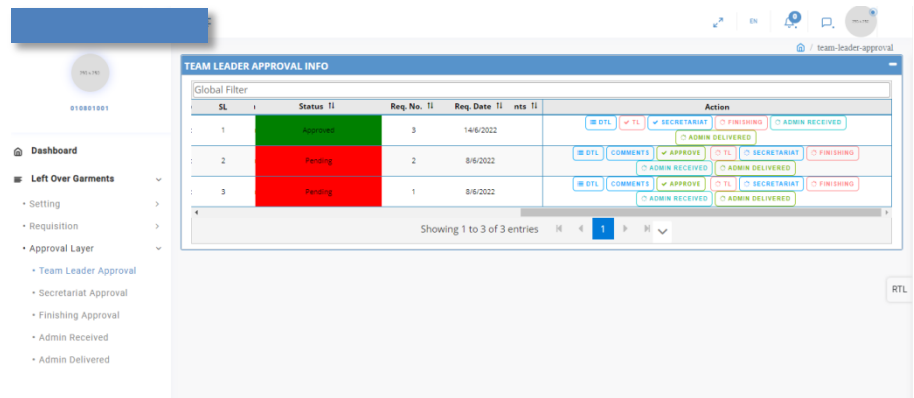 EN
0
/ team-leader-approval
010801001
Dashboard
Left Over Garments
• Setting
• Requisition
• Approval Layer
• Team Leader Approval
• Secretariat Approval
• Finishing Approval
• Admin Received
• Admin Delivered
TEAM LEADER APPROVAL INFO
Global Filter
SL Status Req. No. Req. Date nts Action
1 Approved 3 14/6/2022 DTL TL SECRETARIAT FINISHING ADMIN RECEIVED
ADMIN DELIVERED
2 Pending 2 8/6/2022 DTL COMMENTS APPROVE TL SECRETARIAT FINISHING
ADMIN RECEIVED ADMIN DELIVERED
3 Pending 1 8/6/2022 DTL COMMENTS APPROVE TL SECRETARIAT FINISHING
ADMIN RECEIVED ADMIN DELIVERED
Showing 1 to 3 of 3 entries 1
RTL